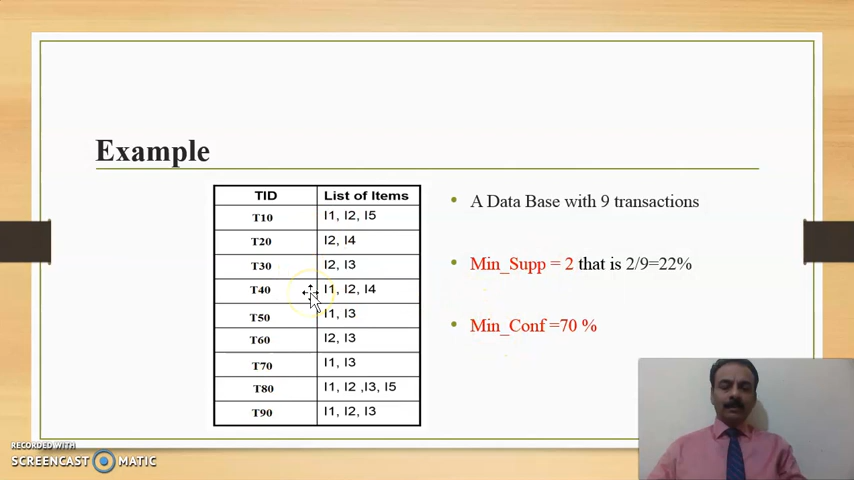 Example
TID List of Items
T10 I1, I2, I5
T20 I2, I4
T30 I2, I3
T40 I1, I2, I4
T50 I1, I3
T60 I2, I3
T70 I1, I3
T80 I1, I2 ,I3, I5
T90 I1, I2, I3
• A Data Base with 9 transactions
• Min_Supp = 2 that is 2/9=22%
• Min_Conf =70 %
RECORDED WITH
SCREENCAST MATIC